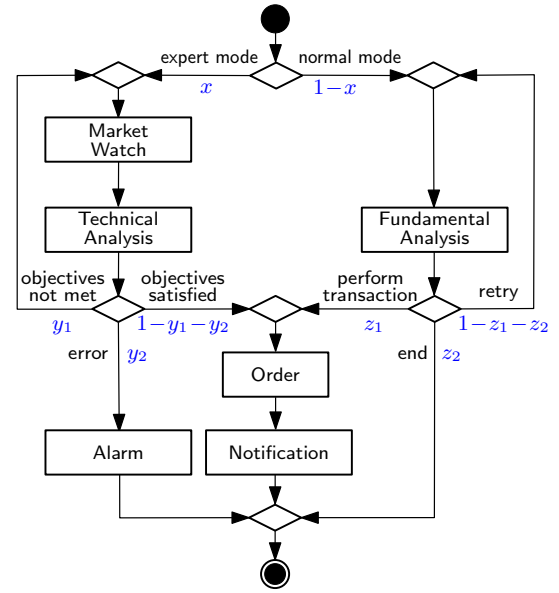 expert mode
normal mode
x
1−x
Market
Watch
Technical
Analysis
Fundamental
Analysis
objectives
not met
objectives
satisfied
perform
transaction
retry
y₁
1−y₁−y₂
z₁
1−z₁−z₂
error
y₂
end
z₂
Order
Alarm
Notification